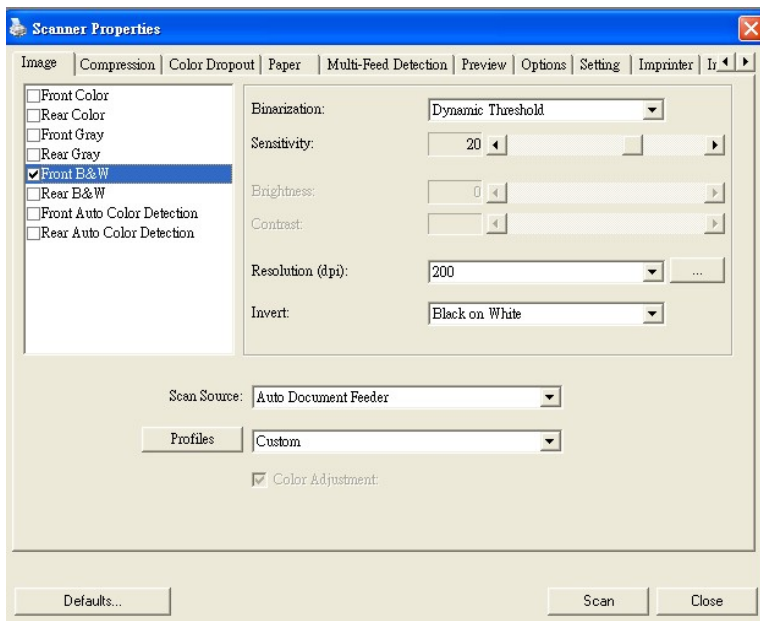 Scanner Properties
Image Compression Color Dropout Paper Multi-Feed Detection Preview Options Setting Imprinter
Front Color
Rear Color
Front Gray
Rear Gray
Front B&W
Rear B&W
Front Auto Color Detection
Rear Auto Color Detection
Binarization: Dynamic Threshold
Sensitivity: 20
Brightness: 0
Contrast:
Resolution (dpi): 200 ...
Invert: Black on White
Scan Source: Auto Document Feeder
Profiles Custom
Color Adjustment
Defaults... Scan Close